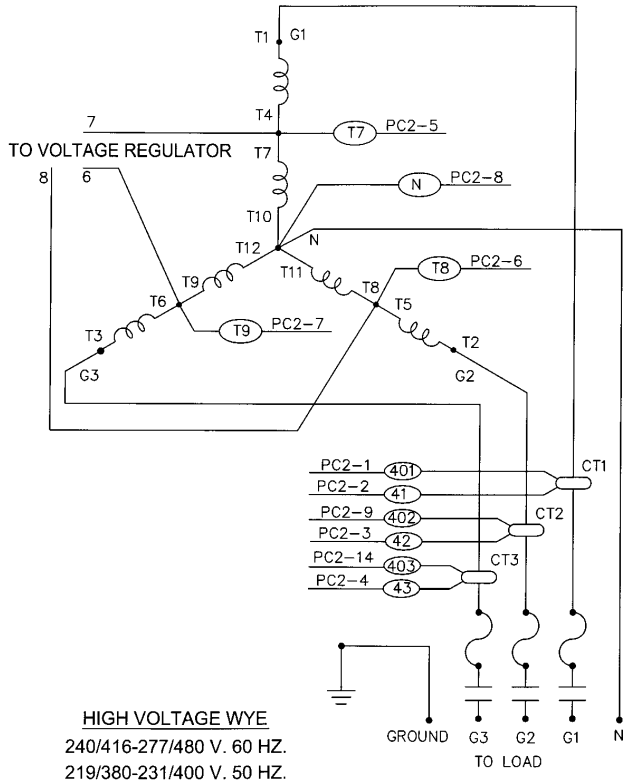 T1 G1
T4
7
T7 PC2-5
TO VOLTAGE REGULATOR
T7
8 6
N PC2-8
T10
T12 N
T9 T11 T8
T8 PC2-6
T6 T5
T3 T9 PC2-7 T2
G3 G2
PC2-1 401 CT1
PC2-2 41
PC2-9 402 CT2
PC2-3 42
PC2-14 403 CT3
PC2-4 43
GROUND G3 G2 G1 N
TO LOAD
HIGH VOLTAGE WYE
240/416-277/480 V. 60 HZ.
219/380-231/400 V. 50 HZ.